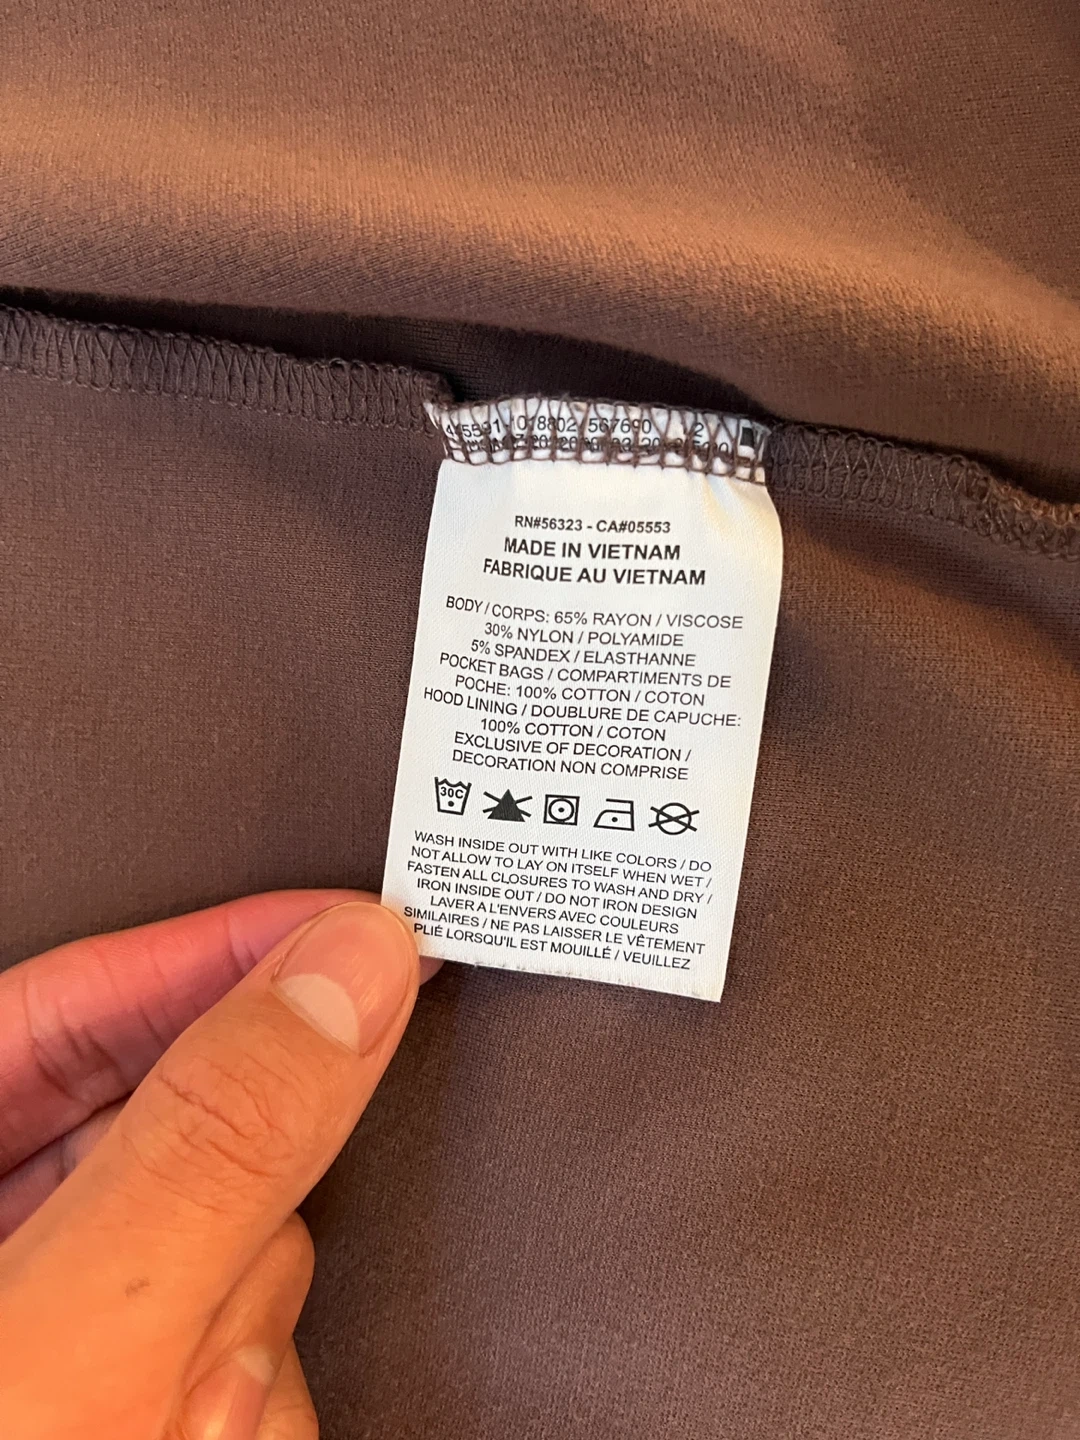 567690
RN#56323 - CA#05553
MADE IN VIETNAM
FABRIQUE AU VIETNAM
BODY / CORPS: 65% RAYON / VISCOSE
30% NYLON / POLYAMIDE
5% SPANDEX / ELASTHANNE
POCKET BAGS / COMPARTIMENTS DE
POCHE: 100% COTTON / COTON
HOOD LINING / DOUBLURE DE CAPUCHE:
100% COTTON / COTON
EXCLUSIVE OF DECORATION /
DECORATION NON COMPRISE
30C
WASH INSIDE OUT WITH LIKE COLORS / DO
NOT ALLOW TO LAY ON ITSELF WHEN WET /
FASTEN ALL CLOSURES TO WASH AND DRY /
IRON INSIDE OUT / DO NOT IRON DESIGN
LAVER A L'ENVERS AVEC COULEURS
SIMILAIRES / NE PAS LAISSER LE VÊTEMENT
PLIÉ LORSQU'IL EST MOUILLÉ / VEUILLEZ